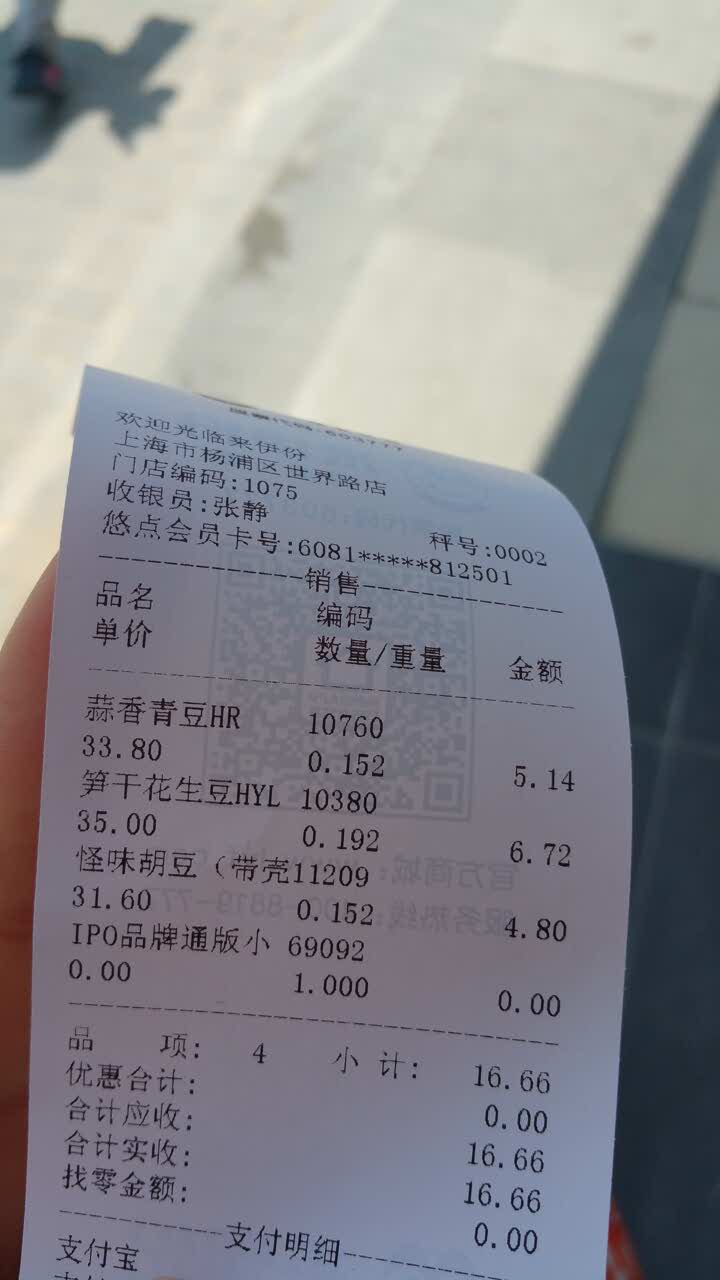 欢迎光临来伊份
上海市杨浦区世界路店
门店编码:1075
收银员:张静 秤号:0002
悠点会员卡号:6081*****812501
--------------销售--------------
品名 编码
单价 数量/重量 金额
蒜香青豆HR 10760
33.80 0.152 5.14
笋干花生豆HYL 10380
35.00 0.192 6.72
怪味胡豆（带壳11209
31.60 0.152 4.80
IPO品牌通版小 69092
0.00 1.000 0.00
品 项: 4 小 计: 16.66
优惠合计: 0.00
合计应收: 16.66
合计实收: 16.66
找零金额: 0.00
-----------支付明细-----------
支付宝